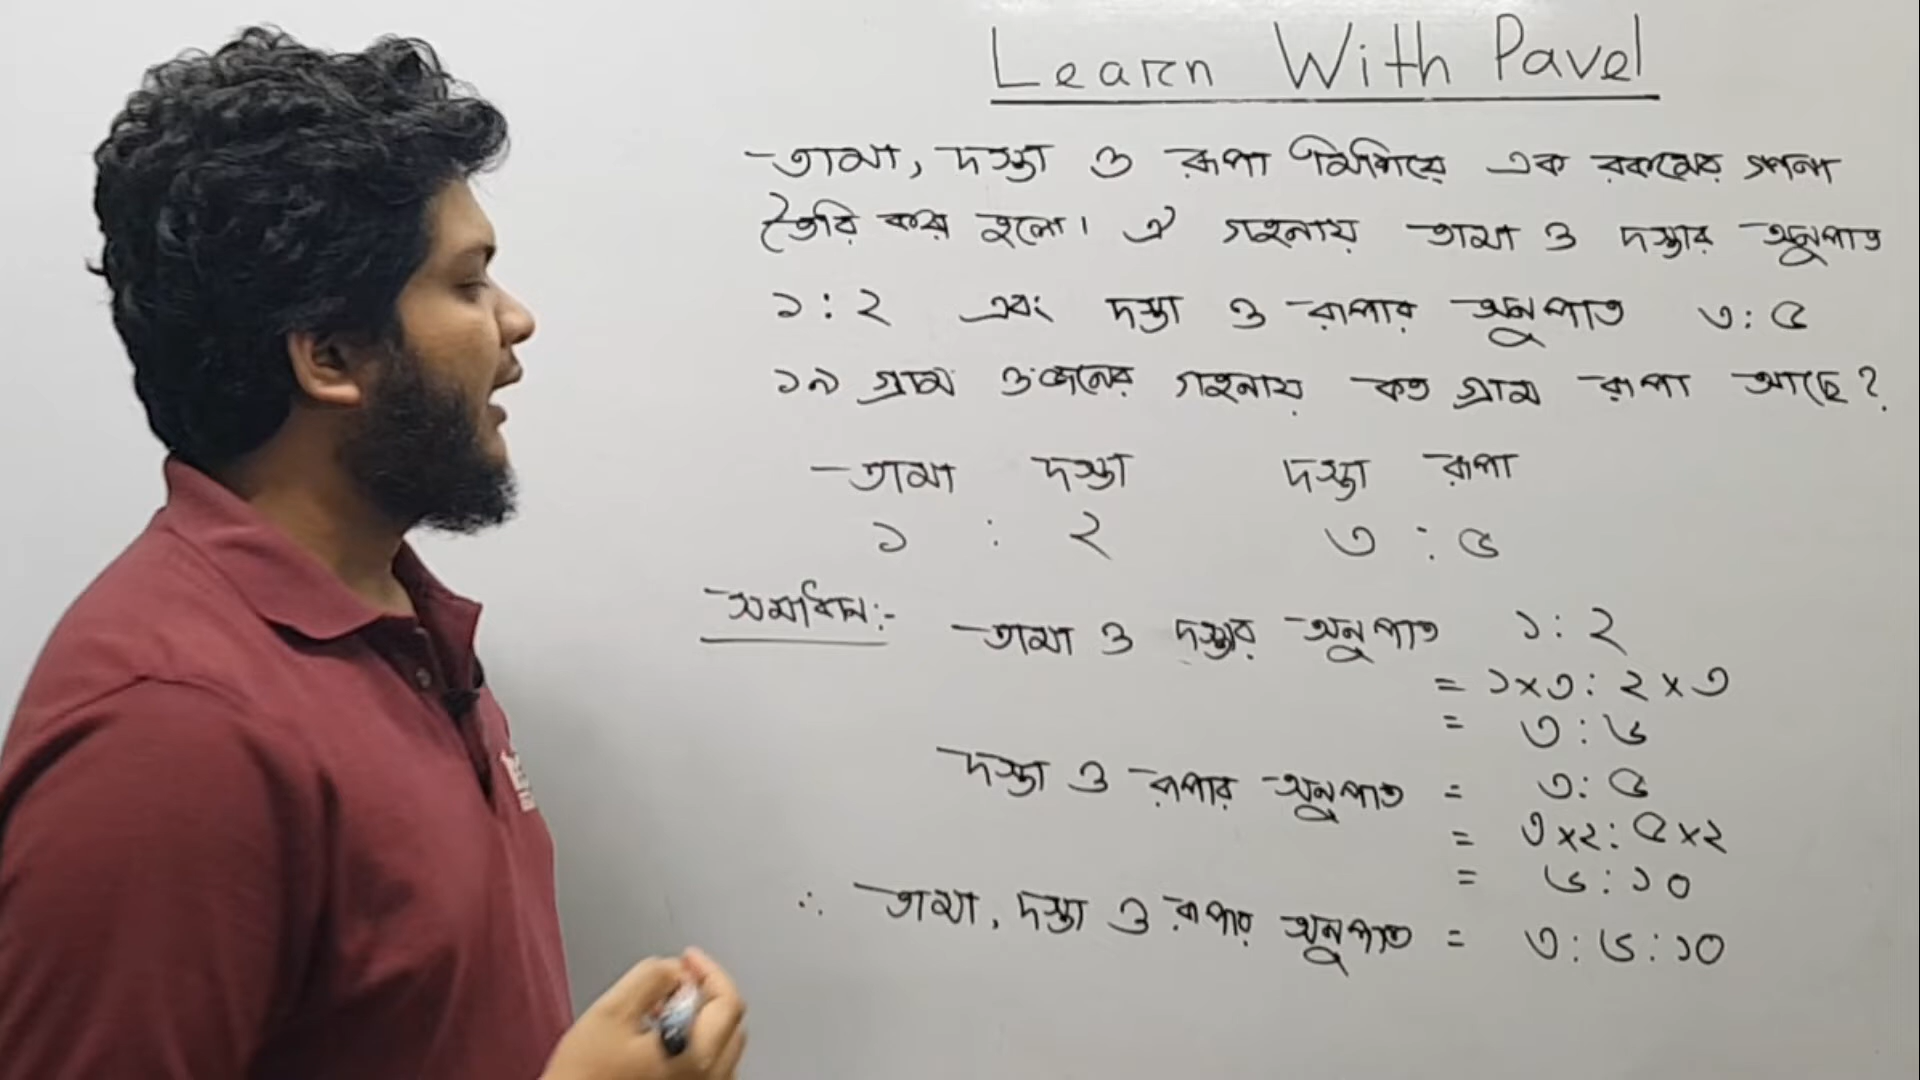 Learn With Pavel
তামা, দস্তা ও রূপা মিশিয়ে এক রকমের গহনা
তৈরি করা হলো। ঐ গহনায় তামা ও দস্তার অনুপাত
১ : ২ এবং দস্তা ও রূপার অনুপাত ৩ : ৫
১৯ গ্রাম ওজনের গহনায় কত গ্রাম রূপা আছে?
তামা দস্তা দস্তা রূপা
১ : ২ ৩ : ৫
সমাধান:- তামা ও দস্তার অনুপাত ১ : ২
= ১×৩ : ২×৩
= ৩ : ৬
দস্তা ও রূপার অনুপাত = ৩ : ৫
= ৩×২ : ৫×২
= ৬ : ১০
∴ তামা, দস্তা ও রূপার অনুপাত = ৩ : ৬ : ১০